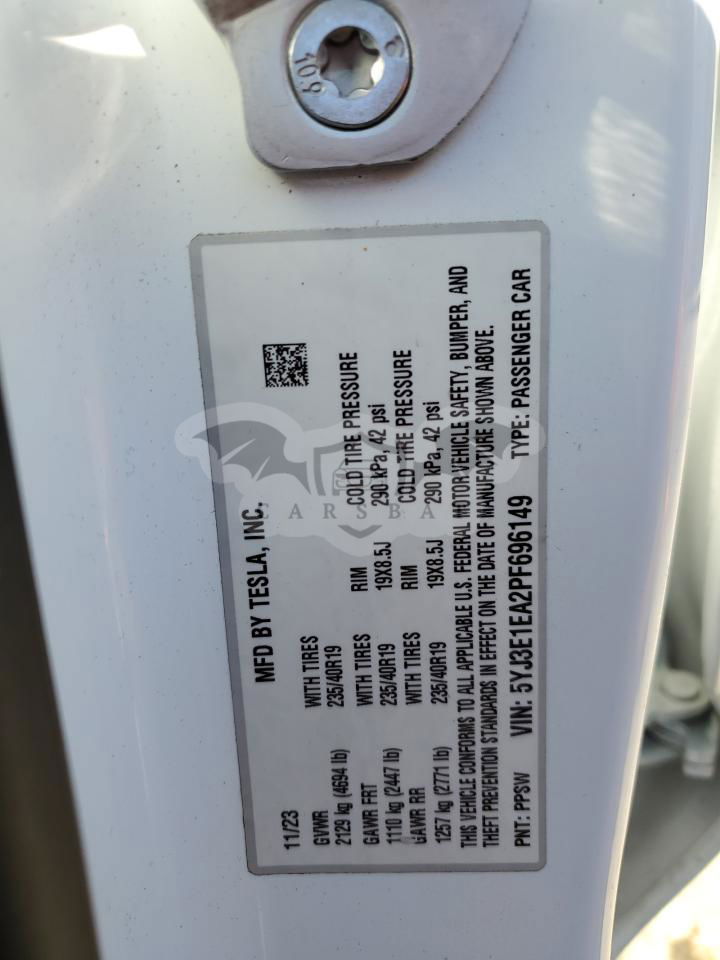 10.9
MFD BY TESLA, INC.
11/23
GVWR WITH TIRES RIM COLD TIRE PRESSURE
2129 kg (4694 lb) 235/40R19 19X8.5J 290 kPa, 42 psi
GAWR FRT WITH TIRES RIM COLD TIRE PRESSURE
1110 kg (2447 lb) 235/40R19 19X8.5J 290 kPa, 42 psi
GAWR RR WITH TIRES
1257 kg (2771 lb) 235/40R19
THIS VEHICLE CONFORMS TO ALL APPLICABLE U.S. FEDERAL MOTOR VEHICLE SAFETY, BUMPER, AND
THEFT PREVENTION STANDARDS IN EFFECT ON THE DATE OF MANUFACTURE SHOWN ABOVE.
PNT: PPSW VIN: 5YJ3E1EA2PF696149 TYPE: PASSENGER CAR
CARSBA